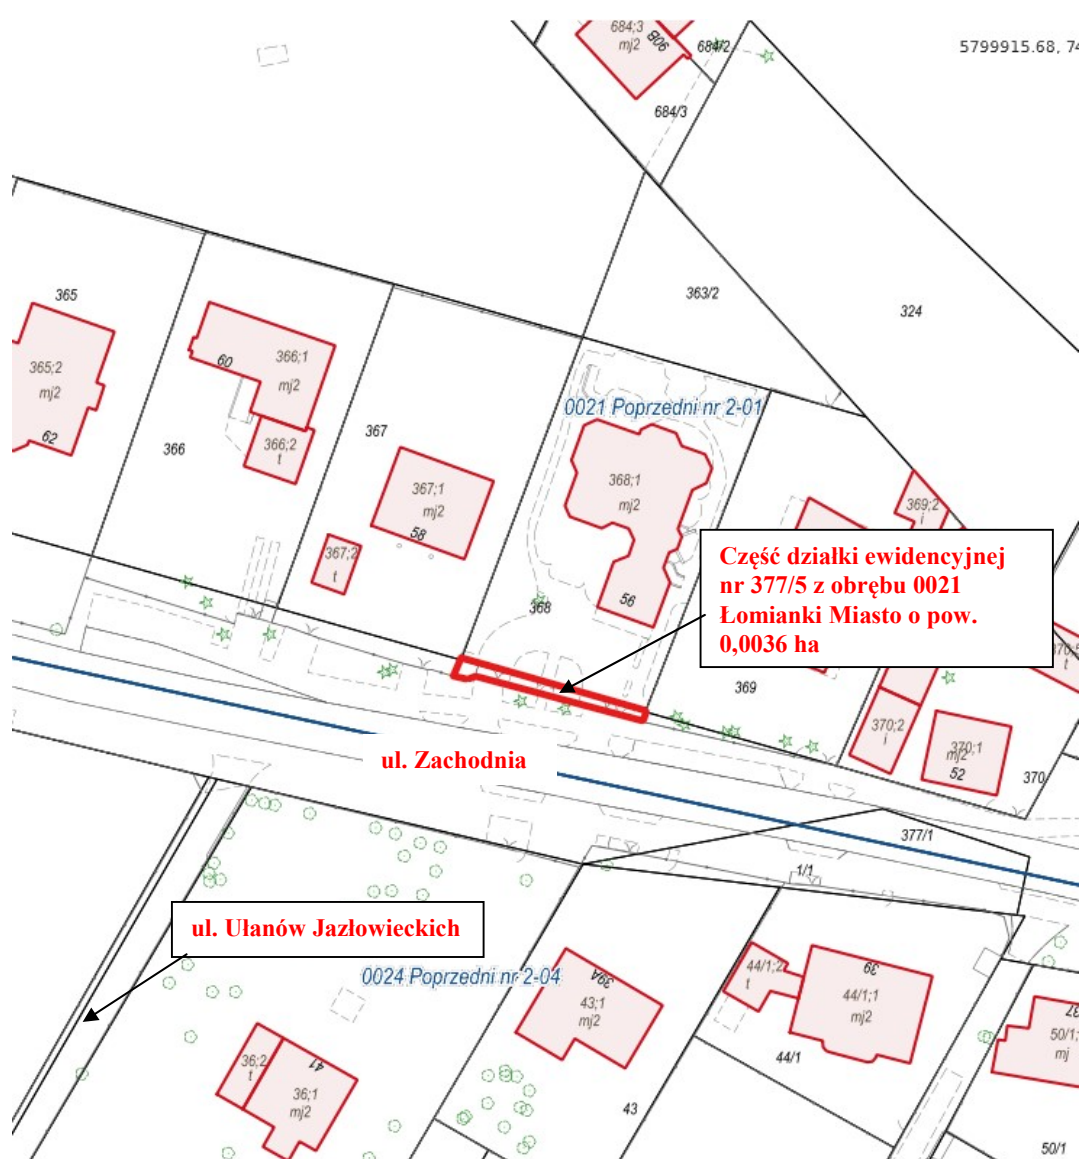 684;3
mj2
90B
684/2
5799915.68, 74
684/3
365
363/2
324
366;1
mj2
60
365;2
mj2
62
0021 Poprzedni nr 2-01
366
366;2
t
367
367;1
mj2
58
368;1
mj2
369;2
i
367;2
t
Część działki ewidencyjnej
nr 377/5 z obrębu 0021
Łomianki Miasto o pow.
0,0036 ha
368
56
t
369
370;2
i
370;1
mj2
52
370
ul. Zachodnia
377/1
1/1
ul. Ułanów Jazłowieckich
0024 Poprzedni nr 2-04
39A
43;1
mj2
44/1;2
t
39
44/1;1
mj2
37
50/1;
mj
44/1
36;2
t
41
36;1
mj2
43
50/1